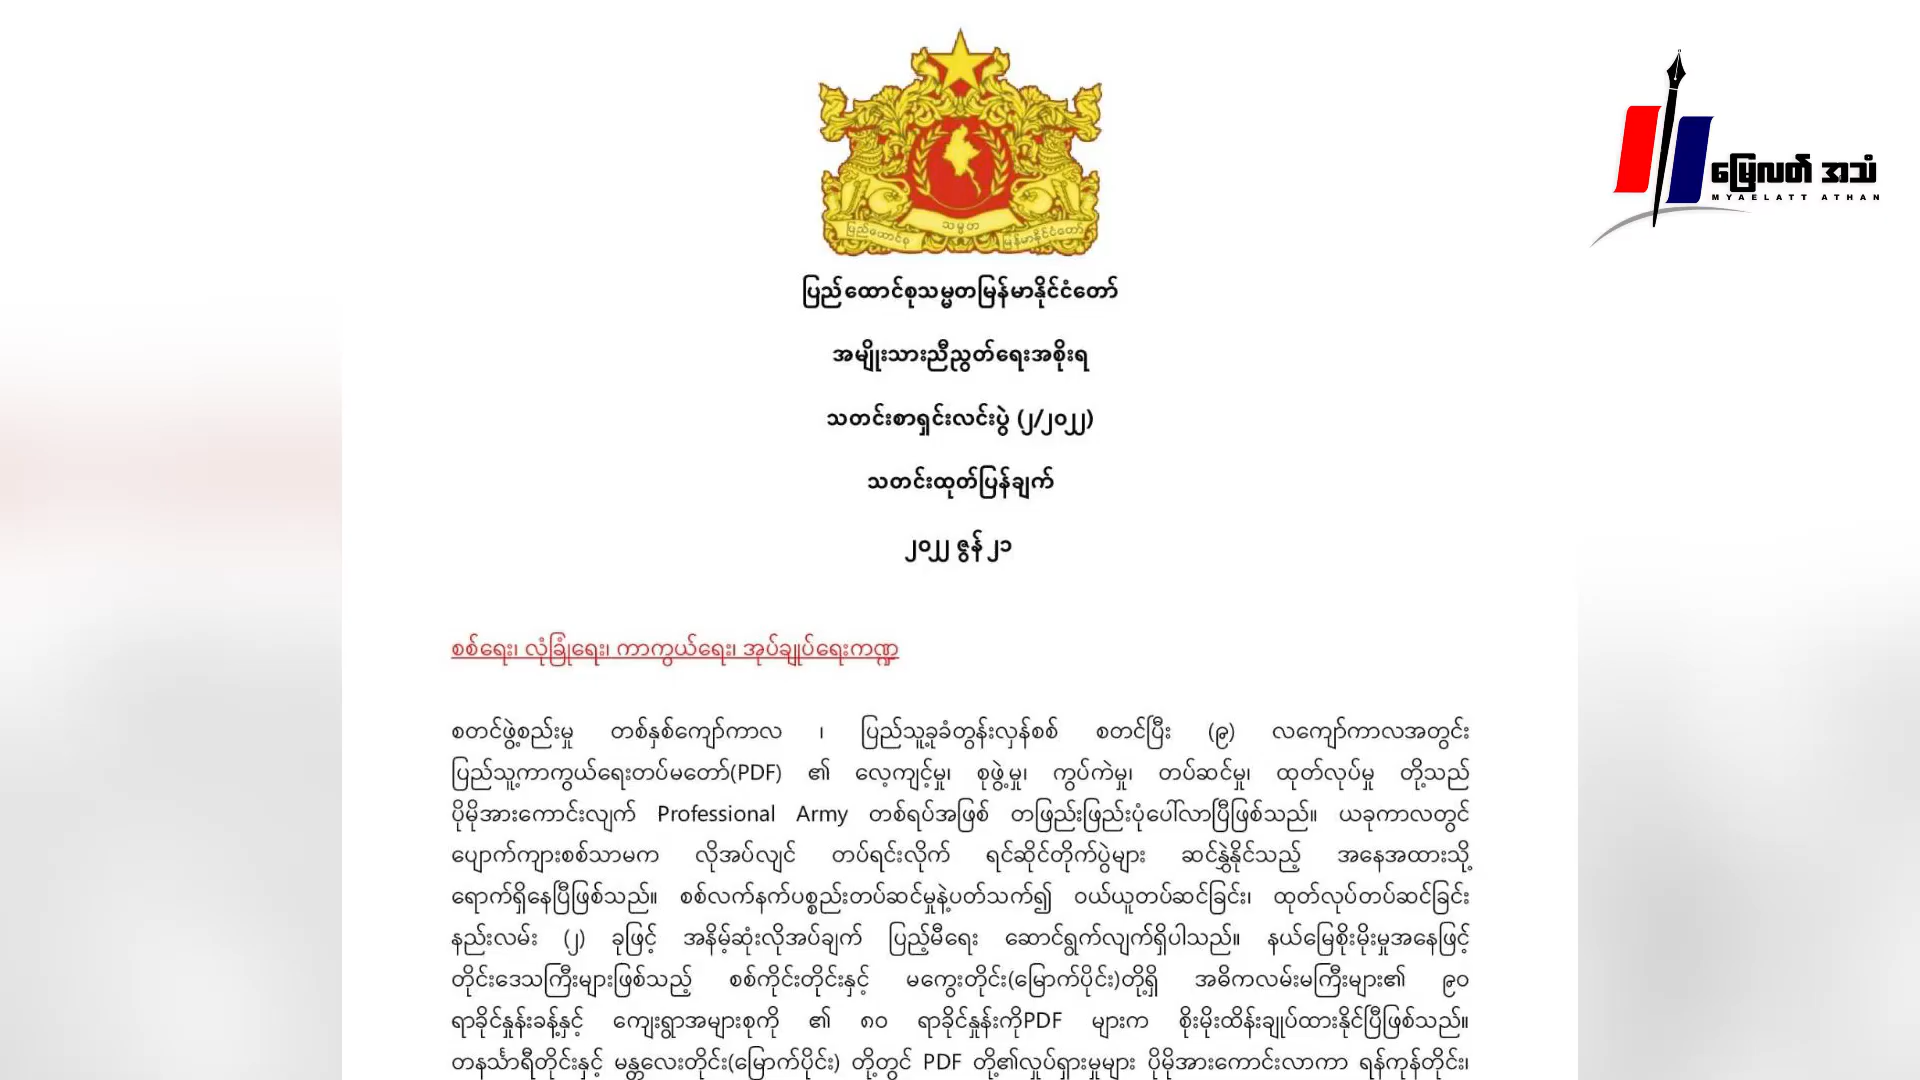 ပြည်ထောင်စု သမ္မတ မြန်မာနိုင်ငံတော်
မြေလတ် အသံ
MYAELATT ATHAN
ပြည်ထောင်စုသမ္မတမြန်မာနိုင်ငံတော်
အမျိုးသားညီညွတ်ရေးအစိုးရ
သတင်းစာရှင်းလင်းပွဲ (၂/၂၀၂၂)
သတင်းထုတ်ပြန်ချက်
၂၀၂၂ ဇွန် ၂၁
စစ်ရေး၊ လုံခြုံရေး၊ ကာကွယ်ရေး၊ အုပ်ချုပ်ရေးကဏ္ဍ
စတင်ဖွဲ့စည်းမှု တစ်နှစ်ကျော်ကာလ ၊ ပြည်သူ့ခုခံတွန်းလှန်စစ် စတင်ပြီး (၉) လကျော်ကာလအတွင်း
ပြည်သူ့ကာကွယ်ရေးတပ်မတော်(PDF) ၏ လေ့ကျင့်မှု၊ စုဖွဲ့မှု၊ ကွပ်ကဲမှု၊ တပ်ဆင်မှု၊ ထုတ်လုပ်မှု တို့သည်
ပိုမိုအားကောင်းလျက် Professional Army တစ်ရပ်အဖြစ် တဖြည်းဖြည်းပုံပေါ်လာပြီဖြစ်သည်။ ယခုကာလတွင်
ပျောက်ကျားစစ်သာမက လိုအပ်လျှင် တပ်ရင်းလိုက် ရင်ဆိုင်တိုက်ပွဲများ ဆင်နွှဲနိုင်သည့် အနေအထားသို့
ရောက်ရှိနေပြီဖြစ်သည်။ စစ်လက်နက်ပစ္စည်းတပ်ဆင်မှုနဲ့ပတ်သက်၍ ဝယ်ယူတပ်ဆင်ခြင်း၊ ထုတ်လုပ်တပ်ဆင်ခြင်း
နည်းလမ်း (၂) ခုဖြင့် အနိမ့်ဆုံးလိုအပ်ချက် ပြည့်မီရေး ဆောင်ရွက်လျက်ရှိပါသည်။ နယ်မြေစိုးမိုးမှုအနေဖြင့်
တိုင်းဒေသကြီးများဖြစ်သည့် စစ်ကိုင်းတိုင်းနှင့် မကွေးတိုင်း(မြောက်ပိုင်း)တို့ရှိ အဓိကလမ်းမကြီးများ၏ ၉၀
ရာခိုင်နှုန်းခန့်နှင့် ကျေးရွာအများစုကို ၏ ၈၀ ရာခိုင်နှုန်းကိုPDF များက စိုးမိုးထိန်းချုပ်ထားနိုင်ပြီဖြစ်သည်။
တနင်္သာရီတိုင်းနှင့် မန္တလေးတိုင်း(မြောက်ပိုင်း) တို့တွင် PDF တို့၏လှုပ်ရှားမှုများ ပိုမိုအားကောင်းလာကာ ရန်ကုန်တိုင်း၊